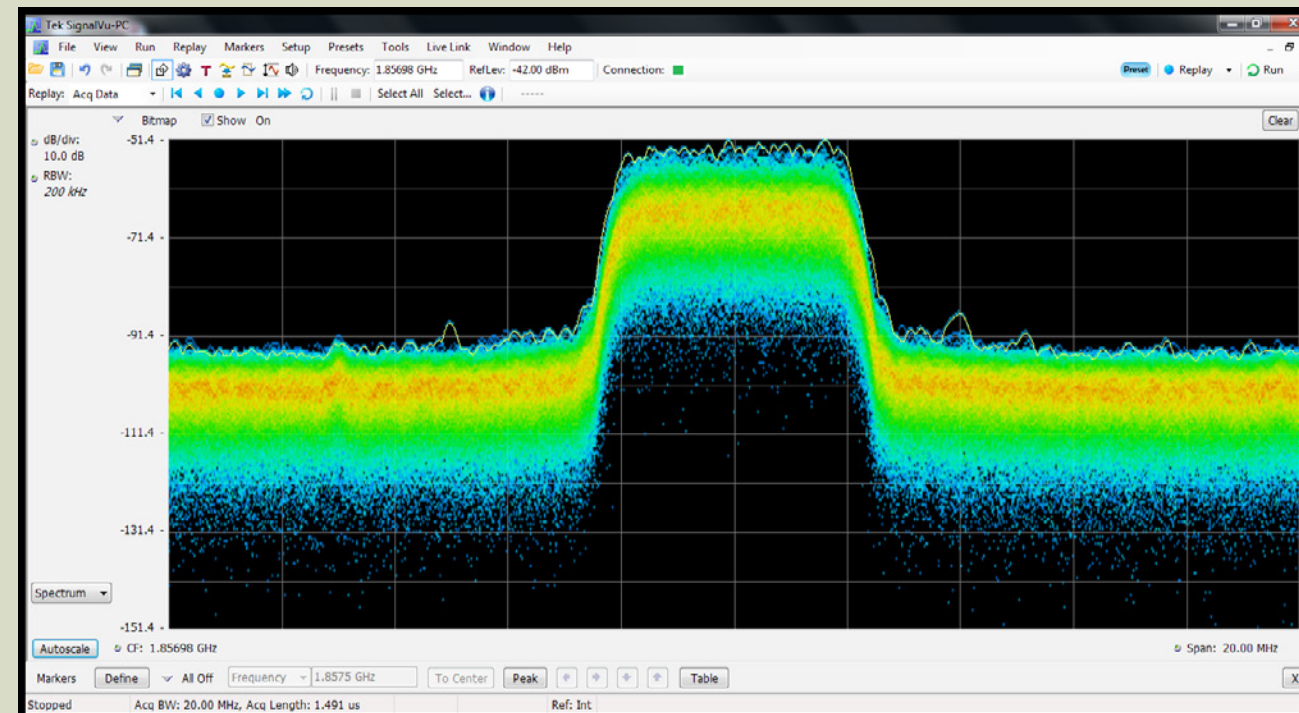 Tek SignalVu-PC
File View Run Replay Markers Setup Presets Tools Live Link Window Help
T Frequency: 1.85698 GHz RefLev: -42.00 dBm Connection: Preset Replay Run
Replay: Acq Data Select All Select... -----
Bitmap Show On Clear
dB/div:
10.0 dB
RBW:
200 kHz
-51.4
-71.4
-91.4
-111.4
-131.4
-151.4
Spectrum
Autoscale CF: 1.85698 GHz Span: 20.00 MHz
Markers Define All Off Frequency 1.8575 GHz To Center Peak Table X
Stopped Acq BW: 20.00 MHz, Acq Length: 1.491 us Ref: Int